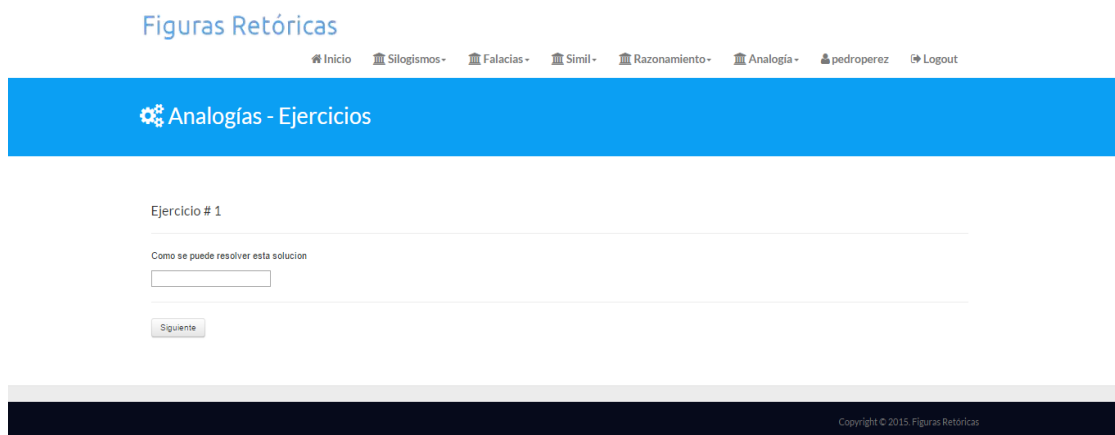 Figuras Retóricas
Inicio Silogismos Falacias Simil Razonamiento Analogía pedroperez Logout
Analogías - Ejercicios
Ejercicio # 1
Como se puede resolver esta solucion
Siguiente
Copyright © 2015. Figuras Retóricas